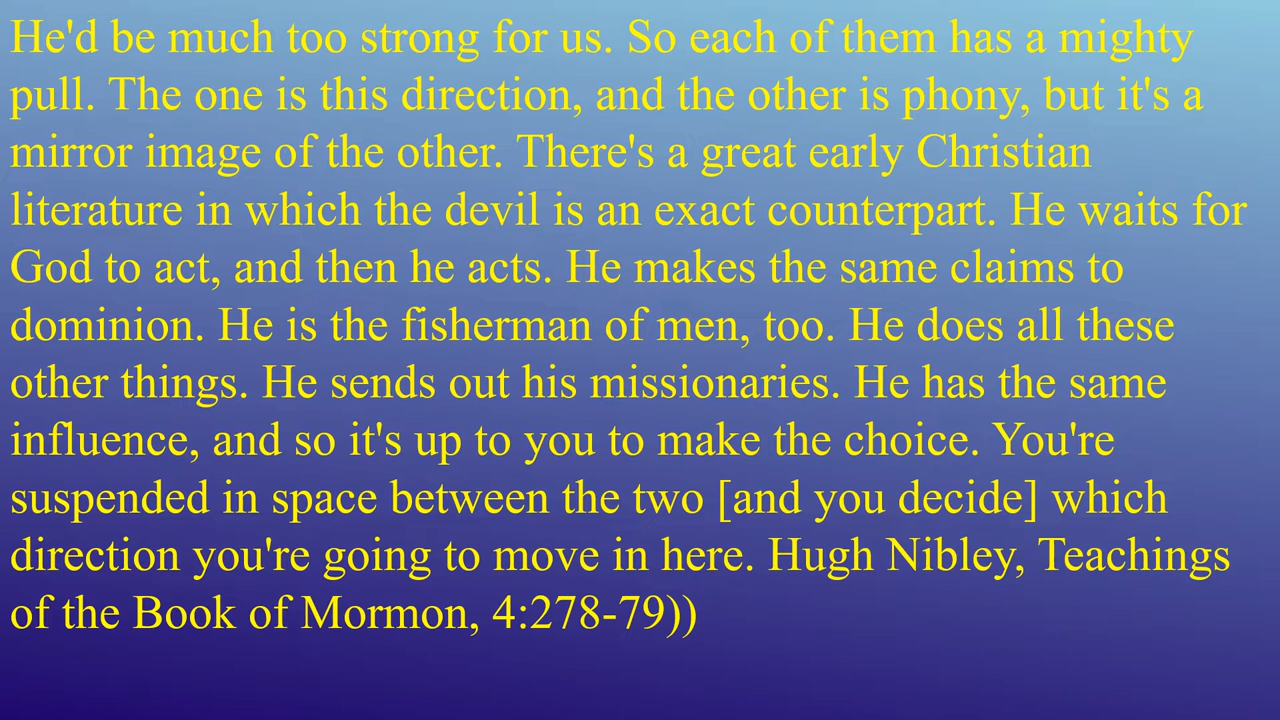 He'd be much too strong for us. So each of them has a mighty
pull. The one is this direction, and the other is phony, but it's a
mirror image of the other. There's a great early Christian
literature in which the devil is an exact counterpart. He waits for
God to act, and then he acts. He makes the same claims to
dominion. He is the fisherman of men, too. He does all these
other things. He sends out his missionaries. He has the same
influence, and so it's up to you to make the choice. You're
suspended in space between the two [and you decide] which
direction you're going to move in here. Hugh Nibley, Teachings
of the Book of Mormon, 4:278-79))